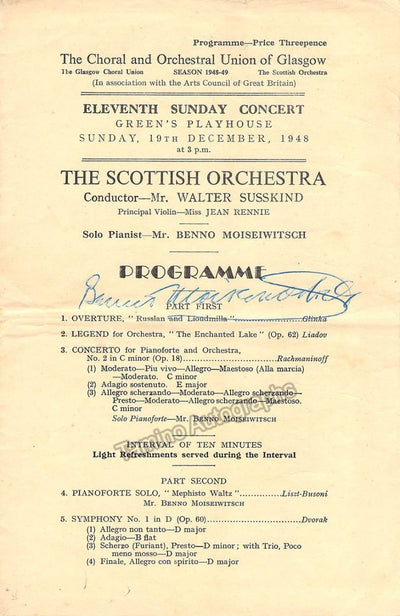 Programme—Price Threepence
The Choral and Orchestral Union of Glasgow
The Glasgow Choral Union SEASON 1948-49 The Scottish Orchestra
(In association with the Arts Council of Great Britain)
ELEVENTH SUNDAY CONCERT
GREEN'S PLAYHOUSE
SUNDAY, 19TH DECEMBER, 1948
at 3 p.m.
THE SCOTTISH ORCHESTRA
Conductor—Mr. WALTER SUSSKIND
Principal Violin—Miss JEAN RENNIE
Solo Pianist—Mr. BENNO MOISEIWITSCH
PROGRAMME
Benno Moiseiwitsch
PART FIRST
1. OVERTURE, "Russlan and Lioudmilla"....................Glinka
2. LEGEND for Orchestra, "The Enchanted Lake" (Op. 62) Liadov
3. CONCERTO for Pianoforte and Orchestra,
No. 2 in C minor (Op. 18)....................Rachmaninoff
(1) Moderato—Piu vivo—Allegro—Maestoso (Alla marcia)
—Moderato. C minor
(2) Adagio sostenuto. E major
(3) Allegro scherzando—Moderato—Allegro scherzando—
Presto—Moderato—Allegro scherzando—Maestoso.
C minor
Solo Pianoforte—Mr. BENNO MOISEIWITSCH
Tamino Autographs
INTERVAL OF TEN MINUTES
Light Refreshments served during the Interval
PART SECOND
4. PIANOFORTE SOLO, "Mephisto Waltz"...............Liszt-Busoni
Mr. BENNO MOISEIWITSCH
5. SYMPHONY No. 1 in D (Op. 60)....................Dvorak
(1) Allegro non tanto—D major
(2) Adagio—B flat
(3) Scherzo (Furiant), Presto—D minor; with Trio, Poco
meno mosso—D major
(4) Finale, Allegro con spirito—D major